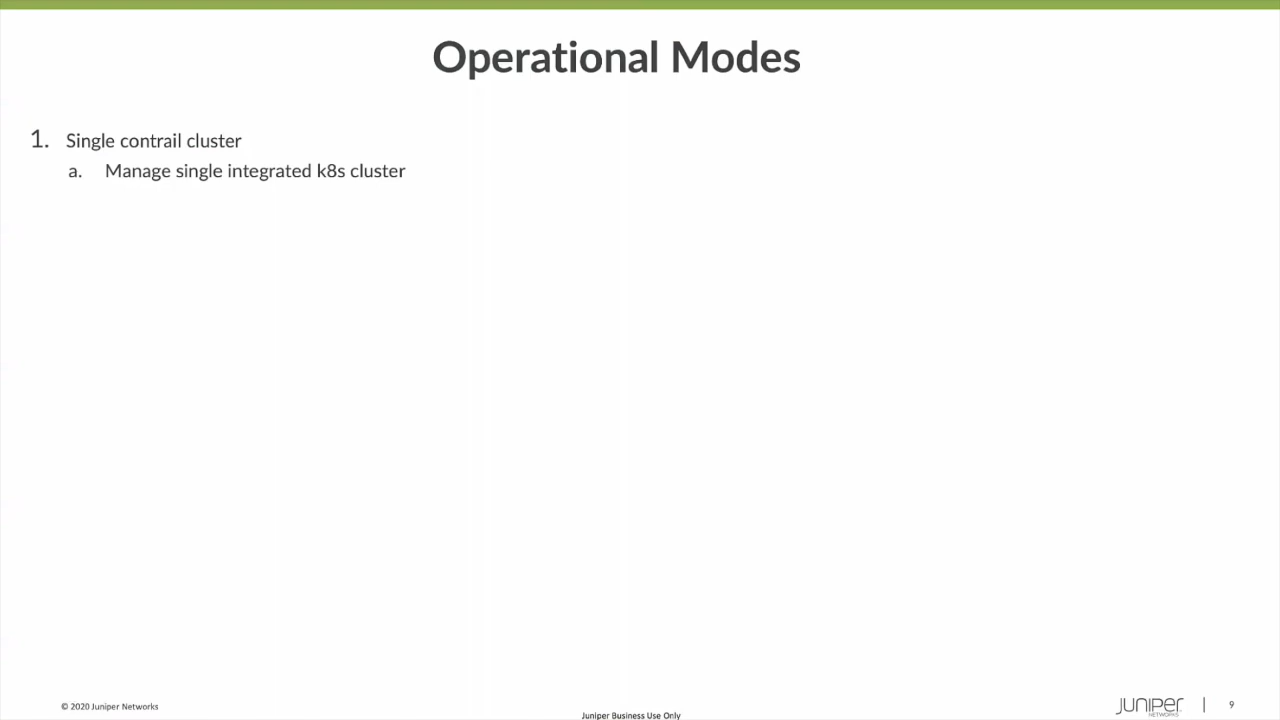 Operational Modes
1. Single contrail cluster
a. Manage single integrated k8s cluster
© 2020 Juniper Networks
Juniper Business Use Only
JUNIPER
NETWORKS
| 9